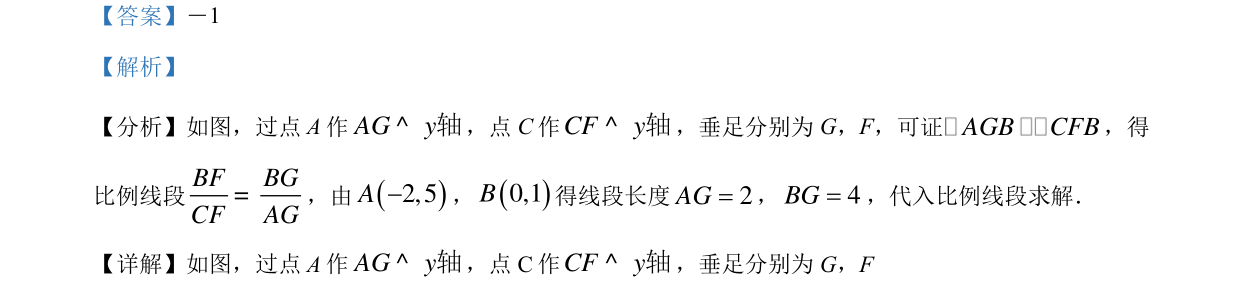 【答案】－1
【解析】
【分析】如图，过点 A 作 AG ^ y轴，点 C 作 CF ^ y轴，垂足分别为 G，F，可证□ AGB □□ CFB，得
比例线段 BF/CF = BG/AG，由 A(−2,5)，B(0,1)得线段长度 AG = 2，BG = 4，代入比例线段求解．
【详解】如图，过点 A 作 AG ^ y轴，点 C 作 CF ^ y轴，垂足分别为 G，F